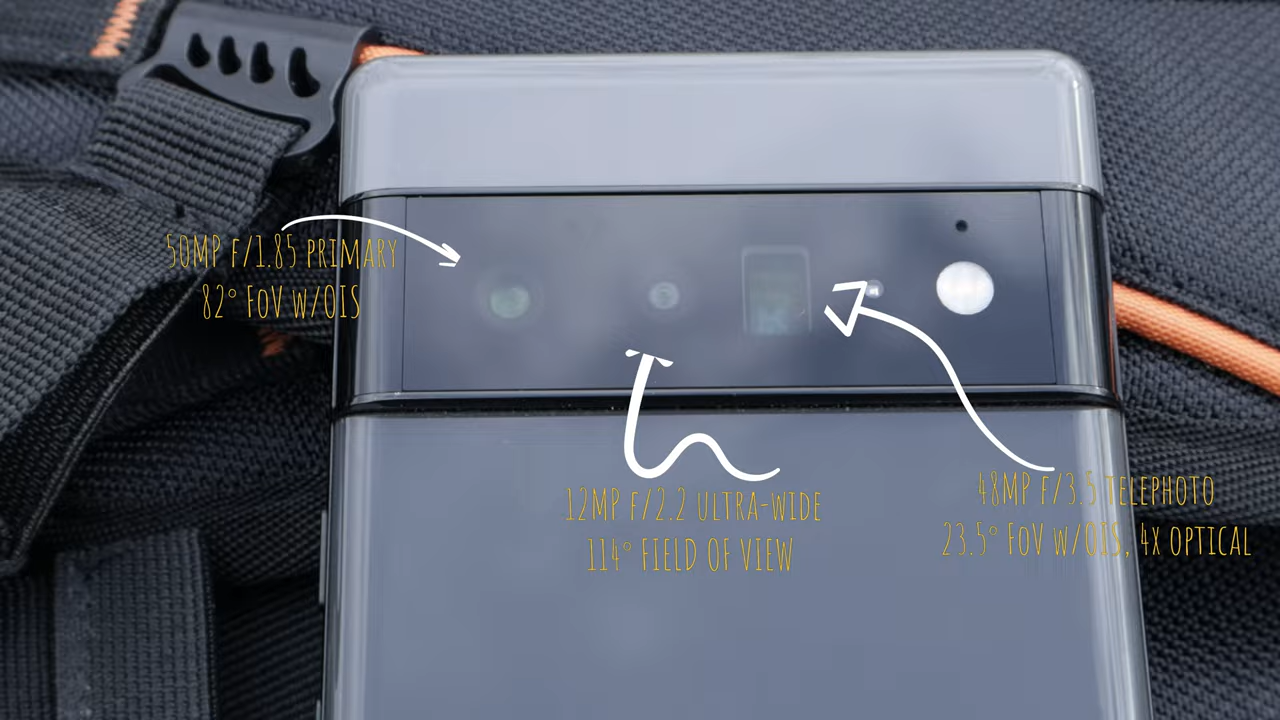 50MP F/1.85 PRIMARY
82° FOV W/OIS
12MP F/2.2 ULTRA-WIDE
114° FIELD OF VIEW
48MP F/3.5 TELEPHOTO
23.5° FOV W/OIS, 4X OPTICAL